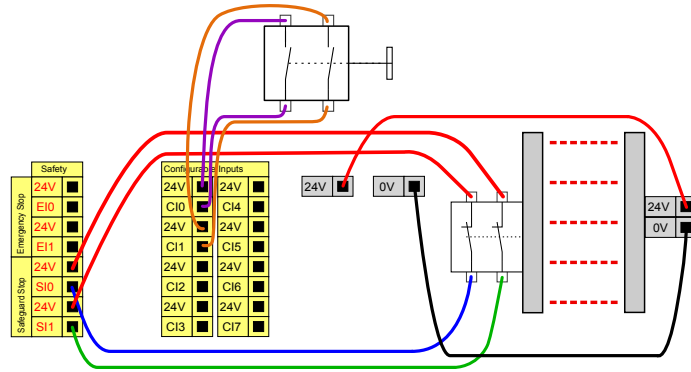 Safety
Emergency Stop
24V
EI0
24V
EI1
Safeguard Stop
24V
SI0
24V
SI1
Configurable Inputs
24V 24V
CI0 CI4
24V 24V
CI1 CI5
24V 24V
CI2 CI6
24V 24V
CI3 CI7
24V
0V
24V
0V